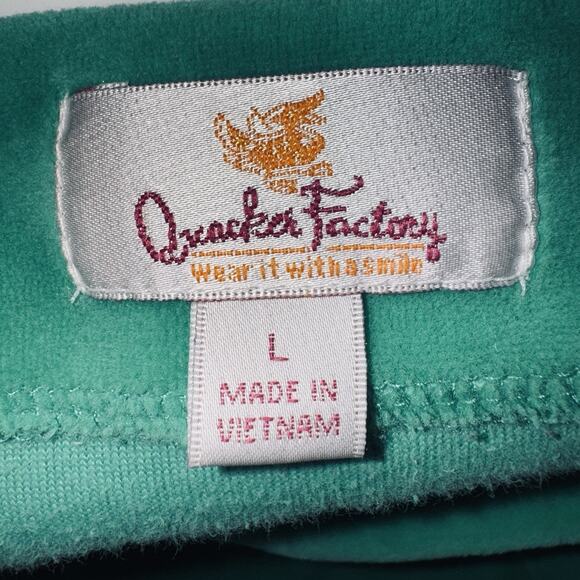 Quacker Factory
Wear it with a smile
L
MADE IN
VIETNAM